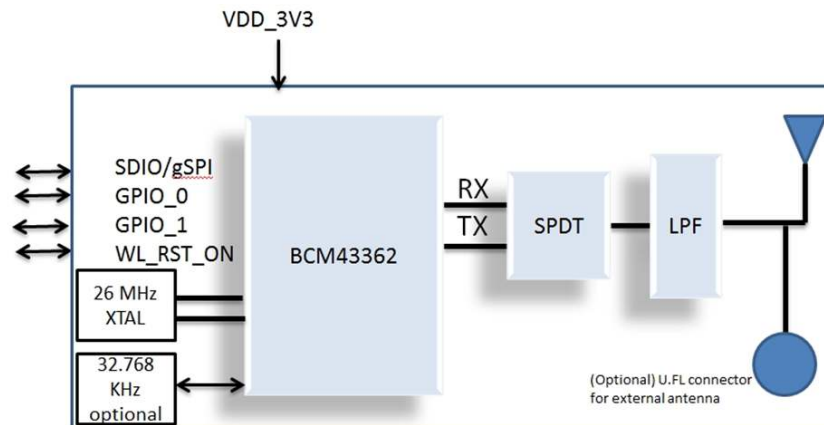 VDD_3V3
SDIO/gSPI
GPIO_0
GPIO_1
WL_RST_ON
26 MHz
XTAL
32.768
KHz
optional
BCM43362
RX
TX
SPDT
LPF
(Optional) U.FL connector
for external antenna